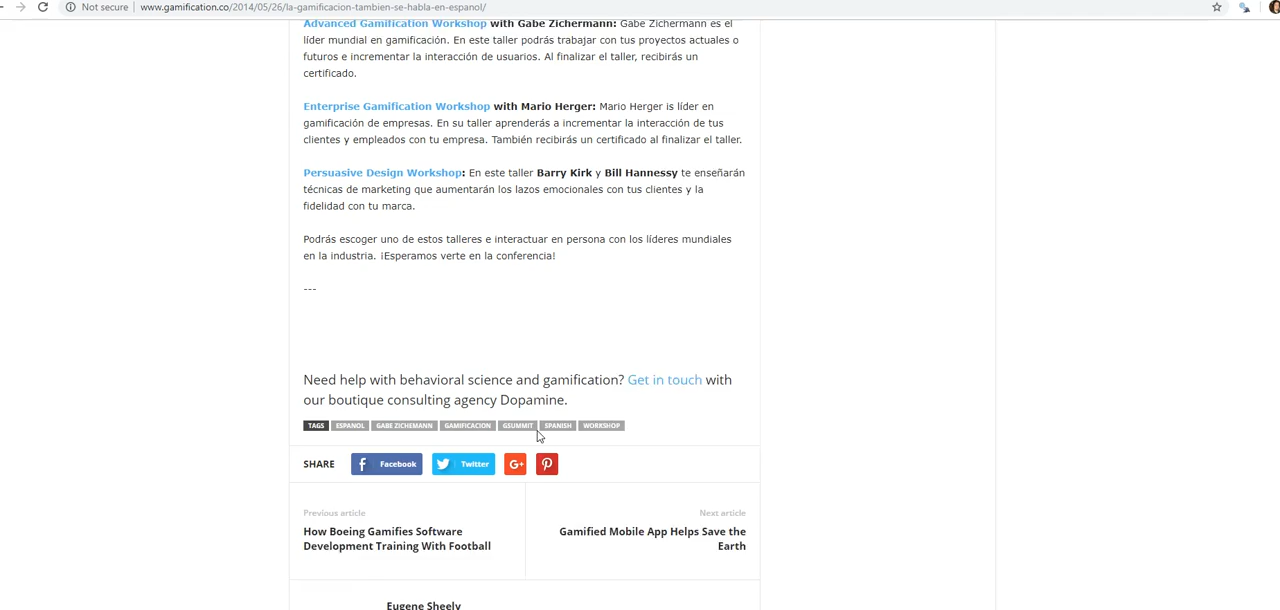 Not secure | www.gamification.co/2014/05/26/la-gamificacion-tambien-se-habla-en-espanol/
Advanced Gamification Workshop with Gabe Zichermann: Gabe Zichermann es el
líder mundial en gamificación. En este taller podrás trabajar con tus proyectos actuales o
futuros e incrementar la interacción de usuarios. Al finalizar el taller, recibirás un
certificado.
Enterprise Gamification Workshop with Mario Herger: Mario Herger is líder en
gamificación de empresas. En su taller aprenderás a incrementar la interacción de tus
clientes y empleados con tu empresa. También recibirás un certificado al finalizar el taller.
Persuasive Design Workshop: En este taller Barry Kirk y Bill Hannessy te enseñarán
técnicas de marketing que aumentarán los lazos emocionales con tus clientes y la
fidelidad con tu marca.
Podrás escoger uno de estos talleres e interactuar en persona con los líderes mundiales
en la industria. ¡Esperamos verte en la conferencia!
---
Need help with behavioral science and gamification? Get in touch with
our boutique consulting agency Dopamine.
TAGS ESPANOL GABE ZICHEMANN GAMIFICACION GSUMMIT SPANISH WORKSHOP
SHARE Facebook Twitter G+
Previous article
How Boeing Gamifies Software
Development Training With Football
Next article
Gamified Mobile App Helps Save the
Earth
Eugene Sheely